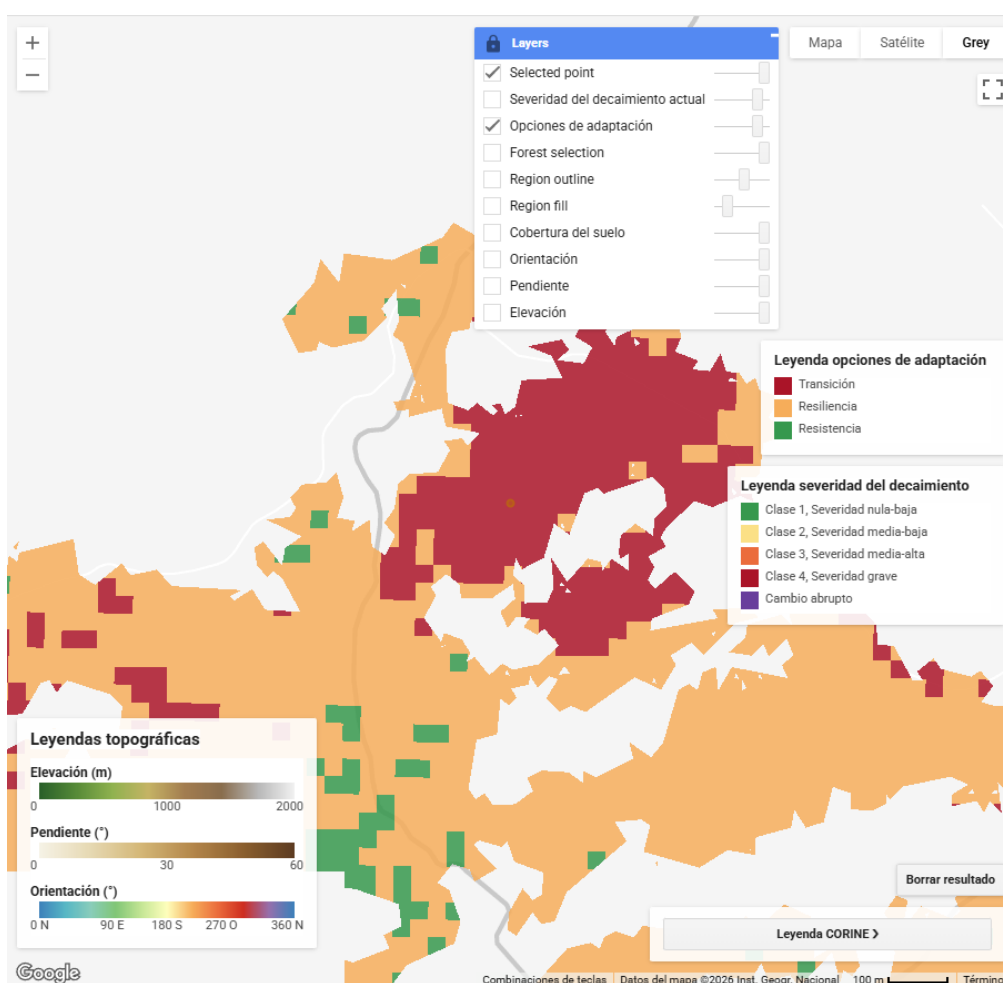 +
−
Layers
Selected point
Severidad del decaimiento actual
Opciones de adaptación
Forest selection
Region outline
Region fill
Cobertura del suelo
Orientación
Pendiente
Elevación
Mapa Satélite Grey
Leyenda opciones de adaptación
Transición
Resiliencia
Resistencia
Leyenda severidad del decaimiento
Clase 1, Severidad nula-baja
Clase 2, Severidad media-baja
Clase 3, Severidad media-alta
Clase 4, Severidad grave
Cambio abrupto
Leyendas topográficas
Elevación (m)
0 1000 2000
Pendiente (°)
0 30 60
Orientación (°)
0 N 90 E 180 S 270 O 360 N
Borrar resultado
Leyenda CORINE ❯
Google
Combinaciones de teclas Datos del mapa ©2026 Inst. Geogr. Nacional 100 m Término